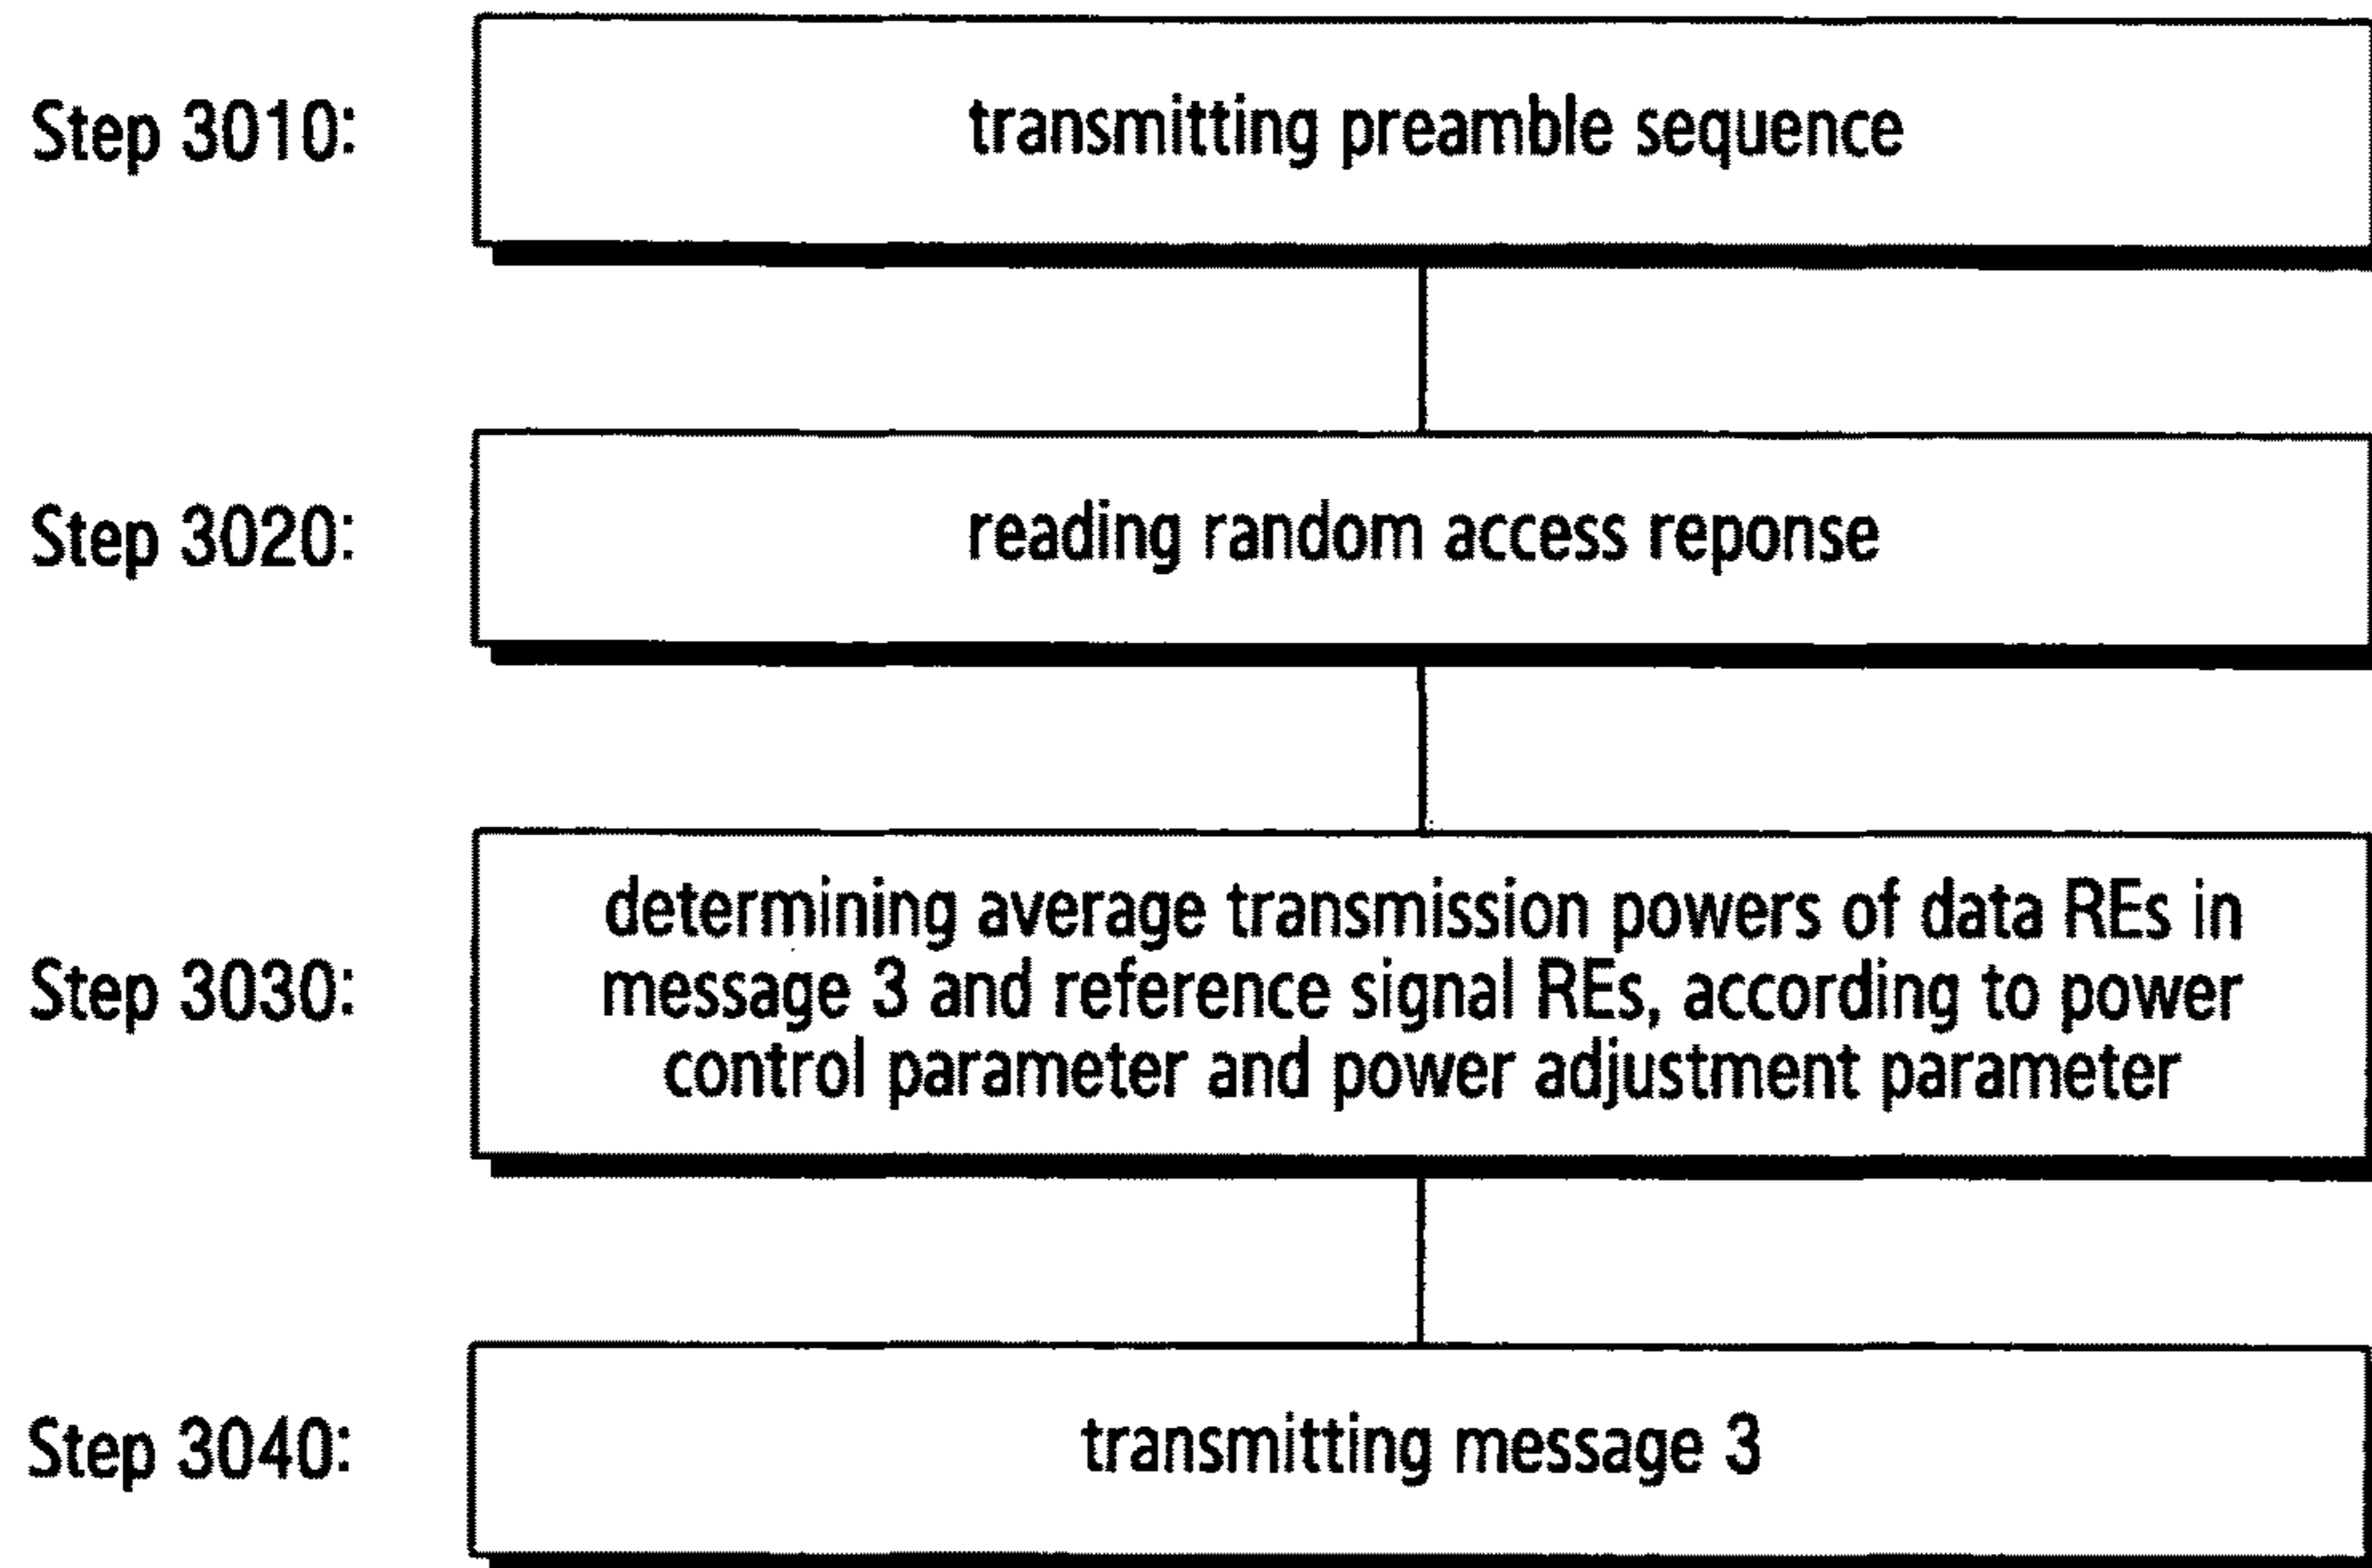 Step 3010:
transmitting preamble sequence
Step 3020:
reading random access reponse
Step 3030:
determining average transmission powers of data REs in
message 3 and reference signal REs, according to power
control parameter and power adjustment parameter
Step 3040:
transmitting message 3